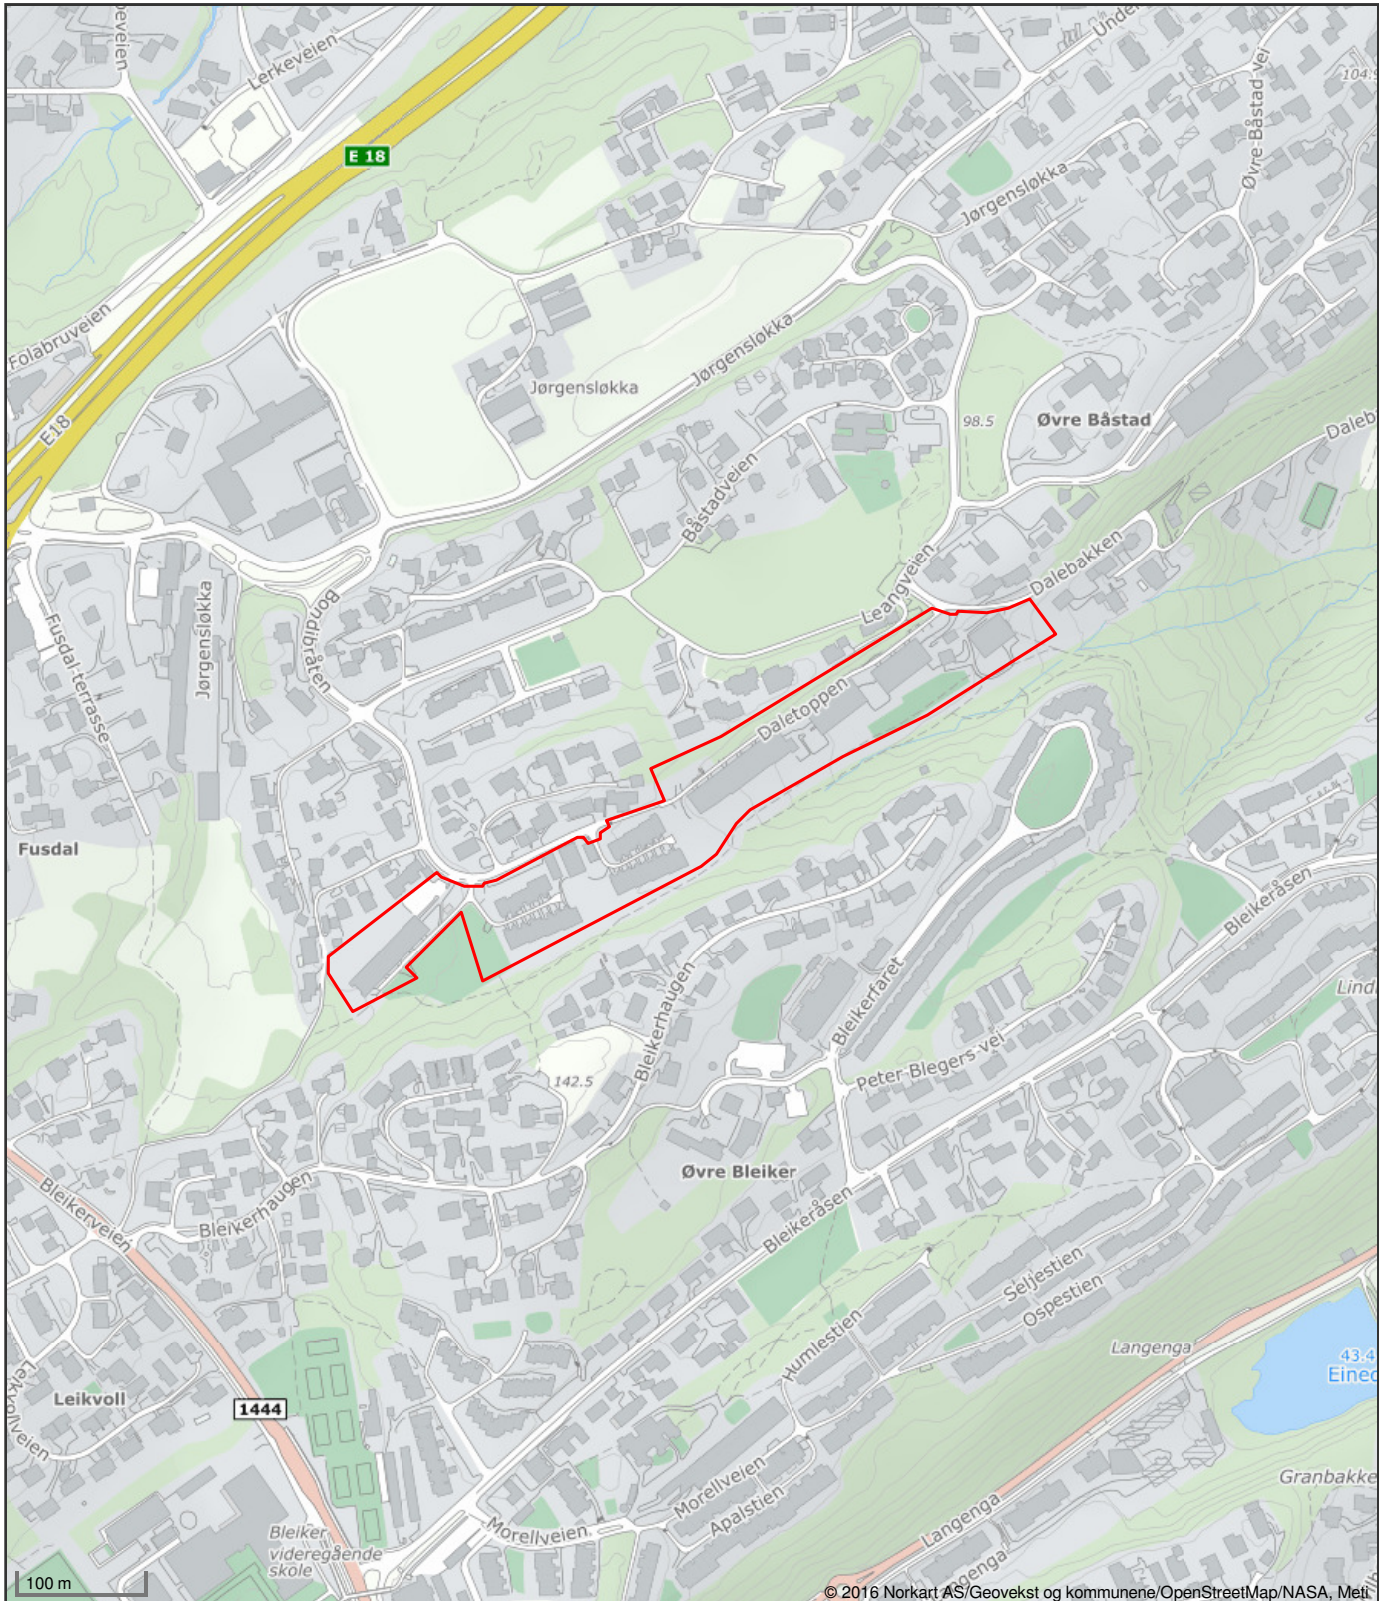 Lerkeveien
Øvre Båstad vei
E 18
Jørgensløkka
Folabruveien
Jørgensløkka
Jørgensløkka
E18
98.5
Øvre Båstad
Båstadveien
Leangveien
Dalebakken
Fusdal terrasse
Jørgensløkka
Bondibråten
Daletoppen
Fusdal
Bleikeråsen
Bleikerhaugen
Bleikerfaret
Peter Blegers vei
142.5
Øvre Bleiker
Bleikerveien
Bleikerhaugen
Bleikeråsen
Seljestien
Ospestien
Humlestien
Langenga
43.4
Leikvoll
Leikvollveien
1444
Morellveien
Apalstien
Morellveien
Langenga
Bleiker
videregående
skole
100 m
© 2016 Norkart AS/Geovekst og kommunene/OpenStreetMap/NASA, Meti